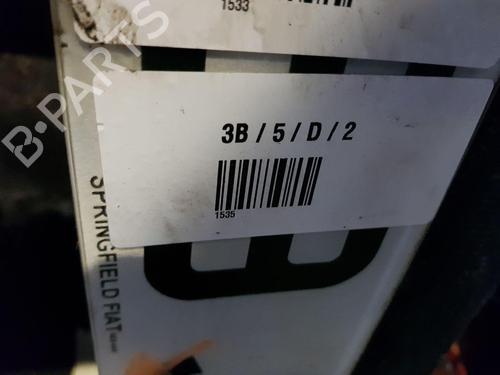 1533
B-PARTS
3B / 5 / D / 2
1535
SPRINGFIELD FIAT